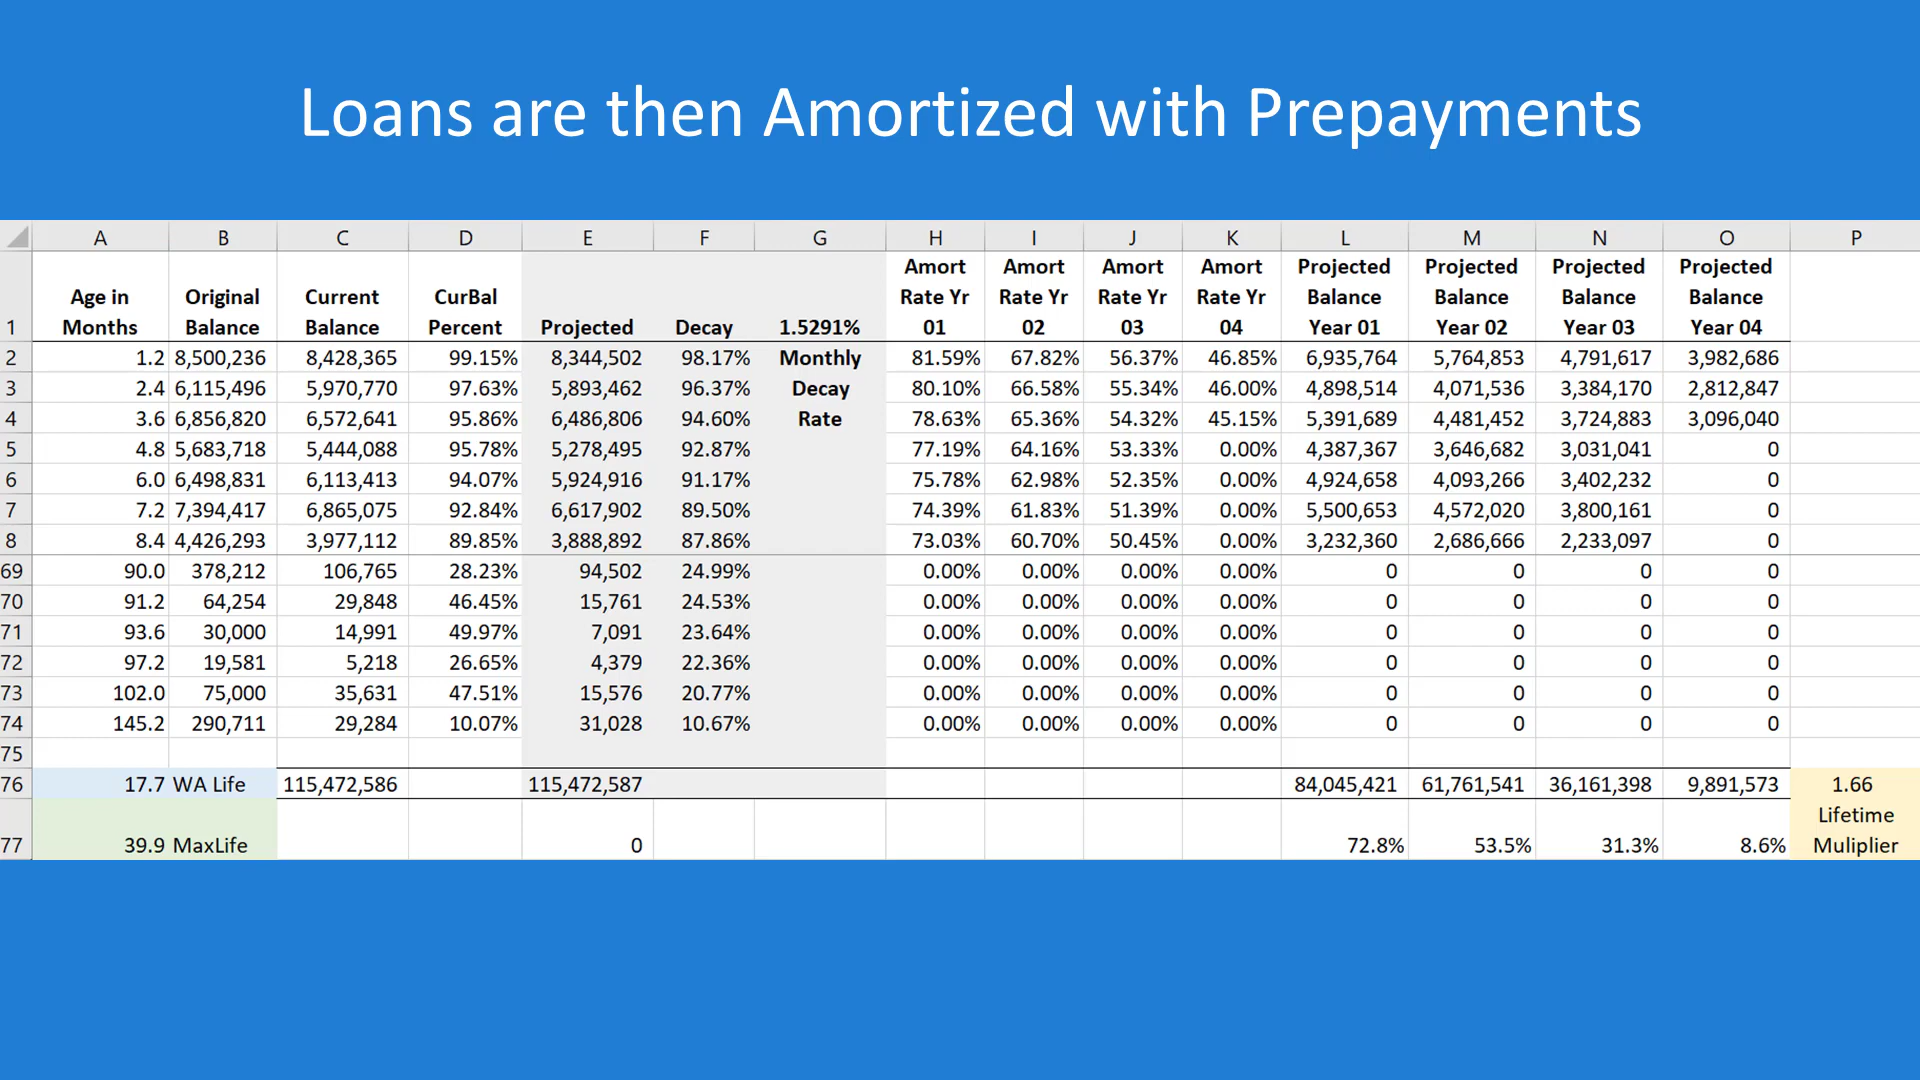 Loans are then Amortized with Prepayments
A B C D E F G H I J K L M N O P
Amort Amort Amort Amort Projected Projected Projected Projected
Age in Original Current CurBal Rate Yr Rate Yr Rate Yr Rate Yr Balance Balance Balance Balance
1 Months Balance Balance Percent Projected Decay 1.5291% 01 02 03 04 Year 01 Year 02 Year 03 Year 04
2 1.2 8,500,236 8,428,365 99.15% 8,344,502 98.17% Monthly 81.59% 67.82% 56.37% 46.85% 6,935,764 5,764,853 4,791,617 3,982,686
3 2.4 6,115,496 5,970,770 97.63% 5,893,462 96.37% Decay 80.10% 66.58% 55.34% 46.00% 4,898,514 4,071,536 3,384,170 2,812,847
4 3.6 6,856,820 6,572,641 95.86% 6,486,806 94.60% Rate 78.63% 65.36% 54.32% 45.15% 5,391,689 4,481,452 3,724,883 3,096,040
5 4.8 5,683,718 5,444,088 95.78% 5,278,495 92.87% 77.19% 64.16% 53.33% 0.00% 4,387,367 3,646,682 3,031,041 0
6 6.0 6,498,831 6,113,413 94.07% 5,924,916 91.17% 75.78% 62.98% 52.35% 0.00% 4,924,658 4,093,266 3,402,232 0
7 7.2 7,394,417 6,865,075 92.84% 6,617,902 89.50% 74.39% 61.83% 51.39% 0.00% 5,500,653 4,572,020 3,800,161 0
8 8.4 4,426,293 3,977,112 89.85% 3,888,892 87.86% 73.03% 60.70% 50.45% 0.00% 3,232,360 2,686,666 2,233,097 0
69 90.0 378,212 106,765 28.23% 94,502 24.99% 0.00% 0.00% 0.00% 0.00% 0 0 0 0
70 91.2 64,254 29,848 46.45% 15,761 24.53% 0.00% 0.00% 0.00% 0.00% 0 0 0 0
71 93.6 30,000 14,991 49.97% 7,091 23.64% 0.00% 0.00% 0.00% 0.00% 0 0 0 0
72 97.2 19,581 5,218 26.65% 4,379 22.36% 0.00% 0.00% 0.00% 0.00% 0 0 0 0
73 102.0 75,000 35,631 47.51% 15,576 20.77% 0.00% 0.00% 0.00% 0.00% 0 0 0 0
74 145.2 290,711 29,284 10.07% 31,028 10.67% 0.00% 0.00% 0.00% 0.00% 0 0 0 0
75
76 17.7 WA Life 115,472,586 115,472,587 84,045,421 61,761,541 36,161,398 9,891,573 1.66
Lifetime
77 39.9 MaxLife 0 72.8% 53.5% 31.3% 8.6% Muliplier